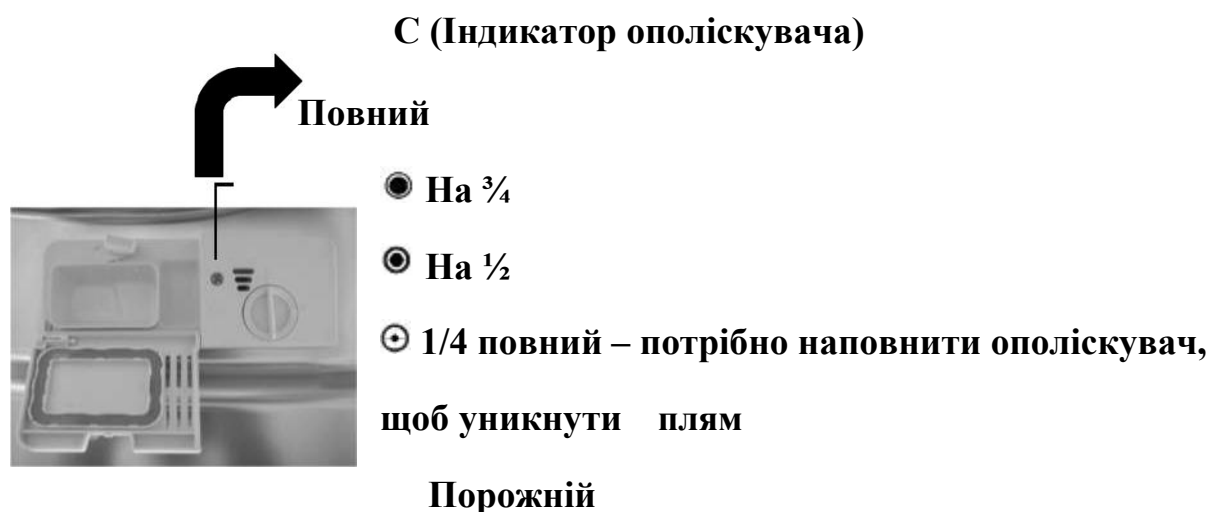 С (Індикатор ополіскувача)
Повний
На ¾
На ½
1/4 повний – потрібно наповнити ополіскувач,
щоб уникнути плям
Порожній